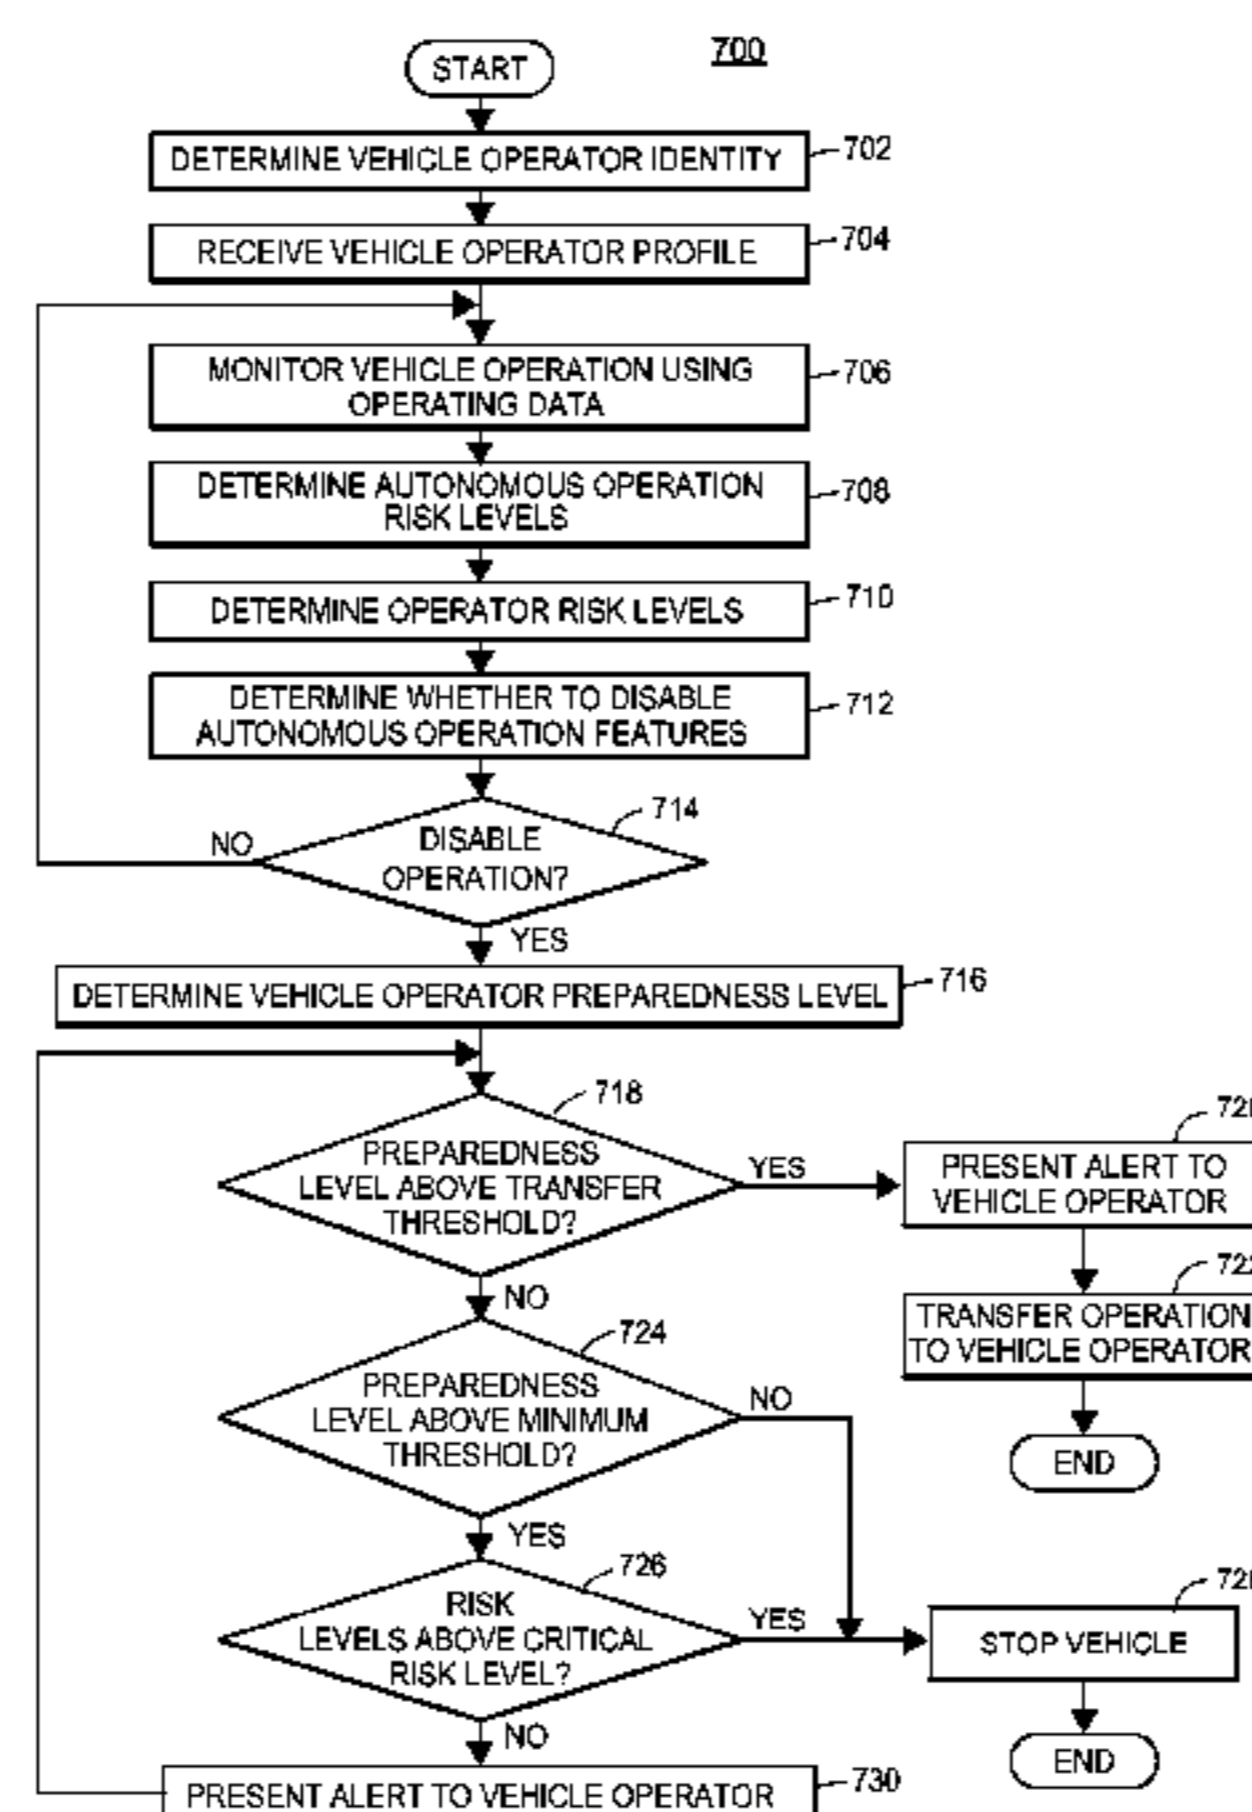 700
START
DETERMINE VEHICLE OPERATOR IDENTITY
702
RECEIVE VEHICLE OPERATOR PROFILE
704
MONITOR VEHICLE OPERATION USING
OPERATING DATA
706
DETERMINE AUTONOMOUS OPERATION
RISK LEVELS
708
DETERMINE OPERATOR RISK LEVELS
710
DETERMINE WHETHER TO DISABLE
AUTONOMOUS OPERATION FEATURES
712
714
NO
DISABLE
OPERATION?
YES
DETERMINE VEHICLE OPERATOR PREPAREDNESS LEVEL
716
718
PREPAREDNESS
LEVEL ABOVE TRANSFER
THRESHOLD?
YES
PRESENT ALERT TO
VEHICLE OPERATOR
TRANSFER OPERATION
TO VEHICLE OPERATOR
END
NO
724
PREPAREDNESS
LEVEL ABOVE MINIMUM
THRESHOLD?
NO
YES
726
RISK
LEVELS ABOVE CRITICAL
RISK LEVEL?
YES
STOP VEHICLE
END
NO
PRESENT ALERT TO VEHICLE OPERATOR
730